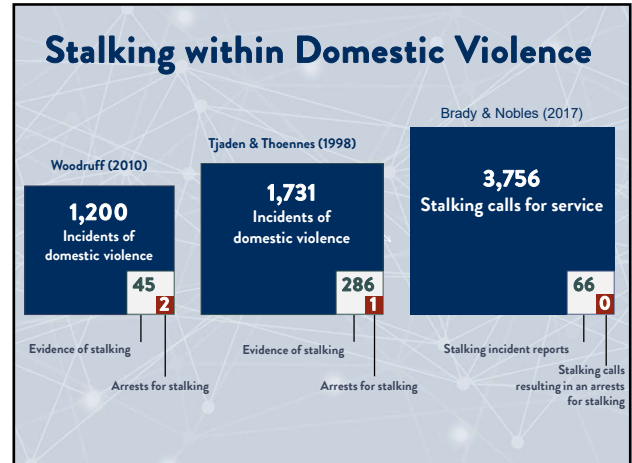 Stalking within Domestic Violence
Woodruff (2010)
1,200
Incidents of
domestic violence
45
2
Evidence of stalking
Arrests for stalking
Tjaden & Thoennes (1998)
1,731
Incidents of
domestic violence
286
1
Evidence of stalking
Arrests for stalking
Brady & Nobles (2017)
3,756
Stalking calls for service
66
0
Stalking incident reports
Stalking calls
resulting in an arrests
for stalking